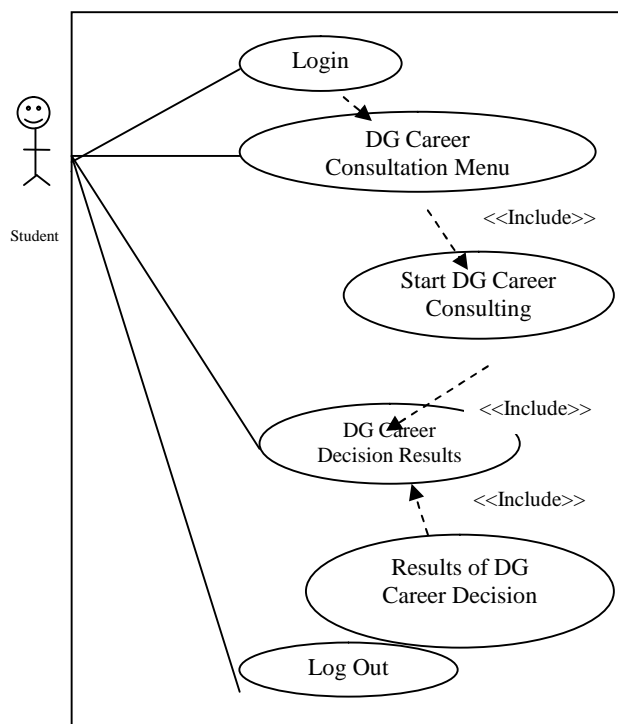 Login
DG Career
Consultation Menu
<<Include>>
Student
Start DG Career
Consulting
<<Include>>
DG Career
Decision Results
<<Include>>
Results of DG
Career Decision
Log Out